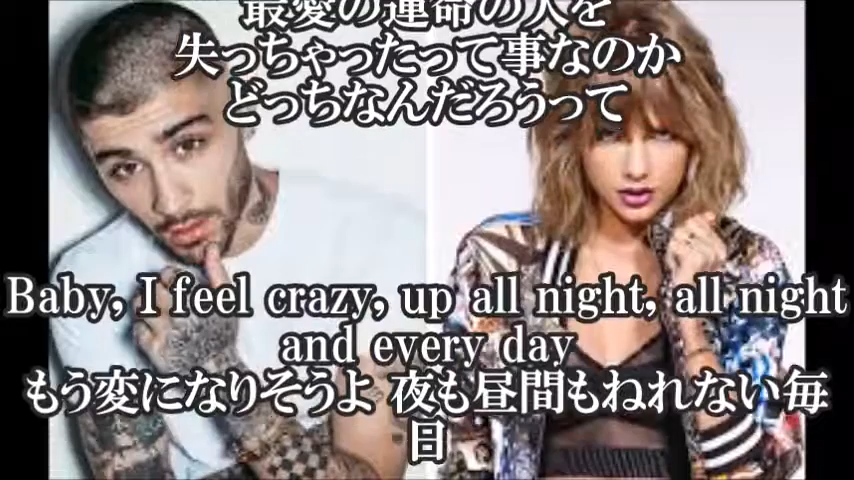 最愛の運命の人を
失っちゃったって事なのか
どっちなんだろうって
Baby, I feel crazy, up all night, all night
and every day
もう変になりそうよ 夜も昼間もねれない毎
日